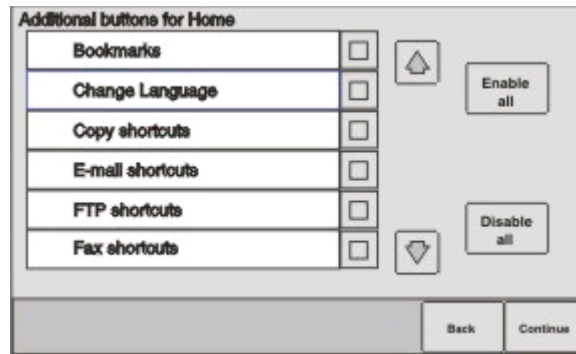 Additional buttons for Home
Bookmarks
Change Language
Copy shortcuts
E-mail shortcuts
FTP shortcuts
Fax shortcuts
Enable
all
Disable
all
Back
Continue